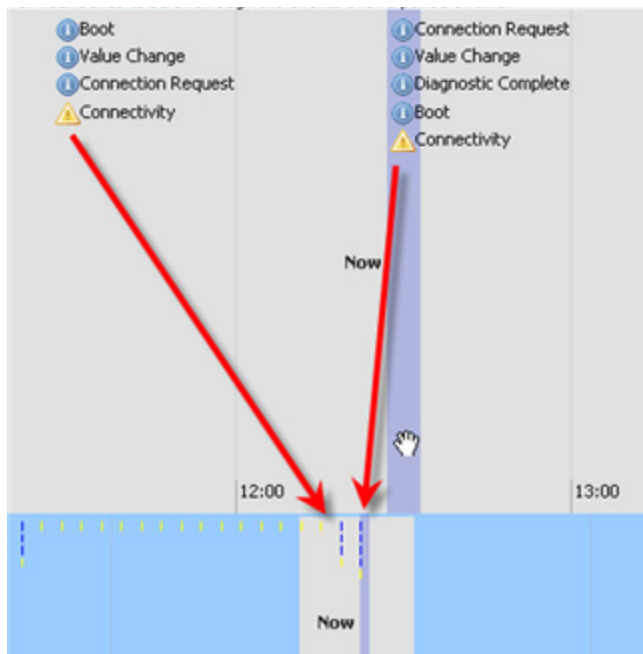 Boot
Value Change
Connection Request
Connectivity
Connection Request
Value Change
Diagnostic Complete
Boot
Connectivity
Now
12:00
13:00
Now